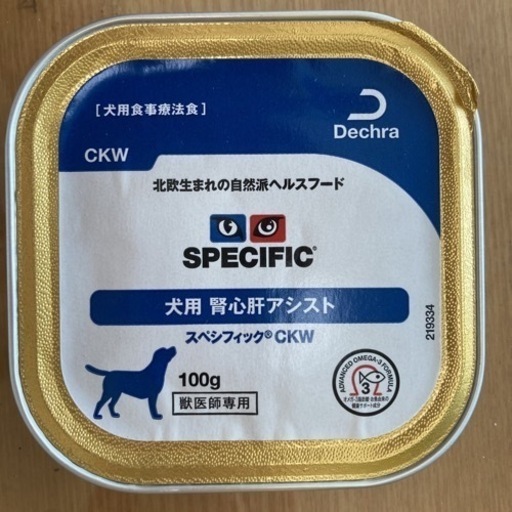 [犬用食事療法食]
Dechra
CKW
北欧生まれの自然派ヘルスフード
SPECIFIC®
犬用 腎心肝アシスト
スペシフィック®CKW
100g
獣医師専用
219334
ADVANCED OMEGA-3 FORMULA
3